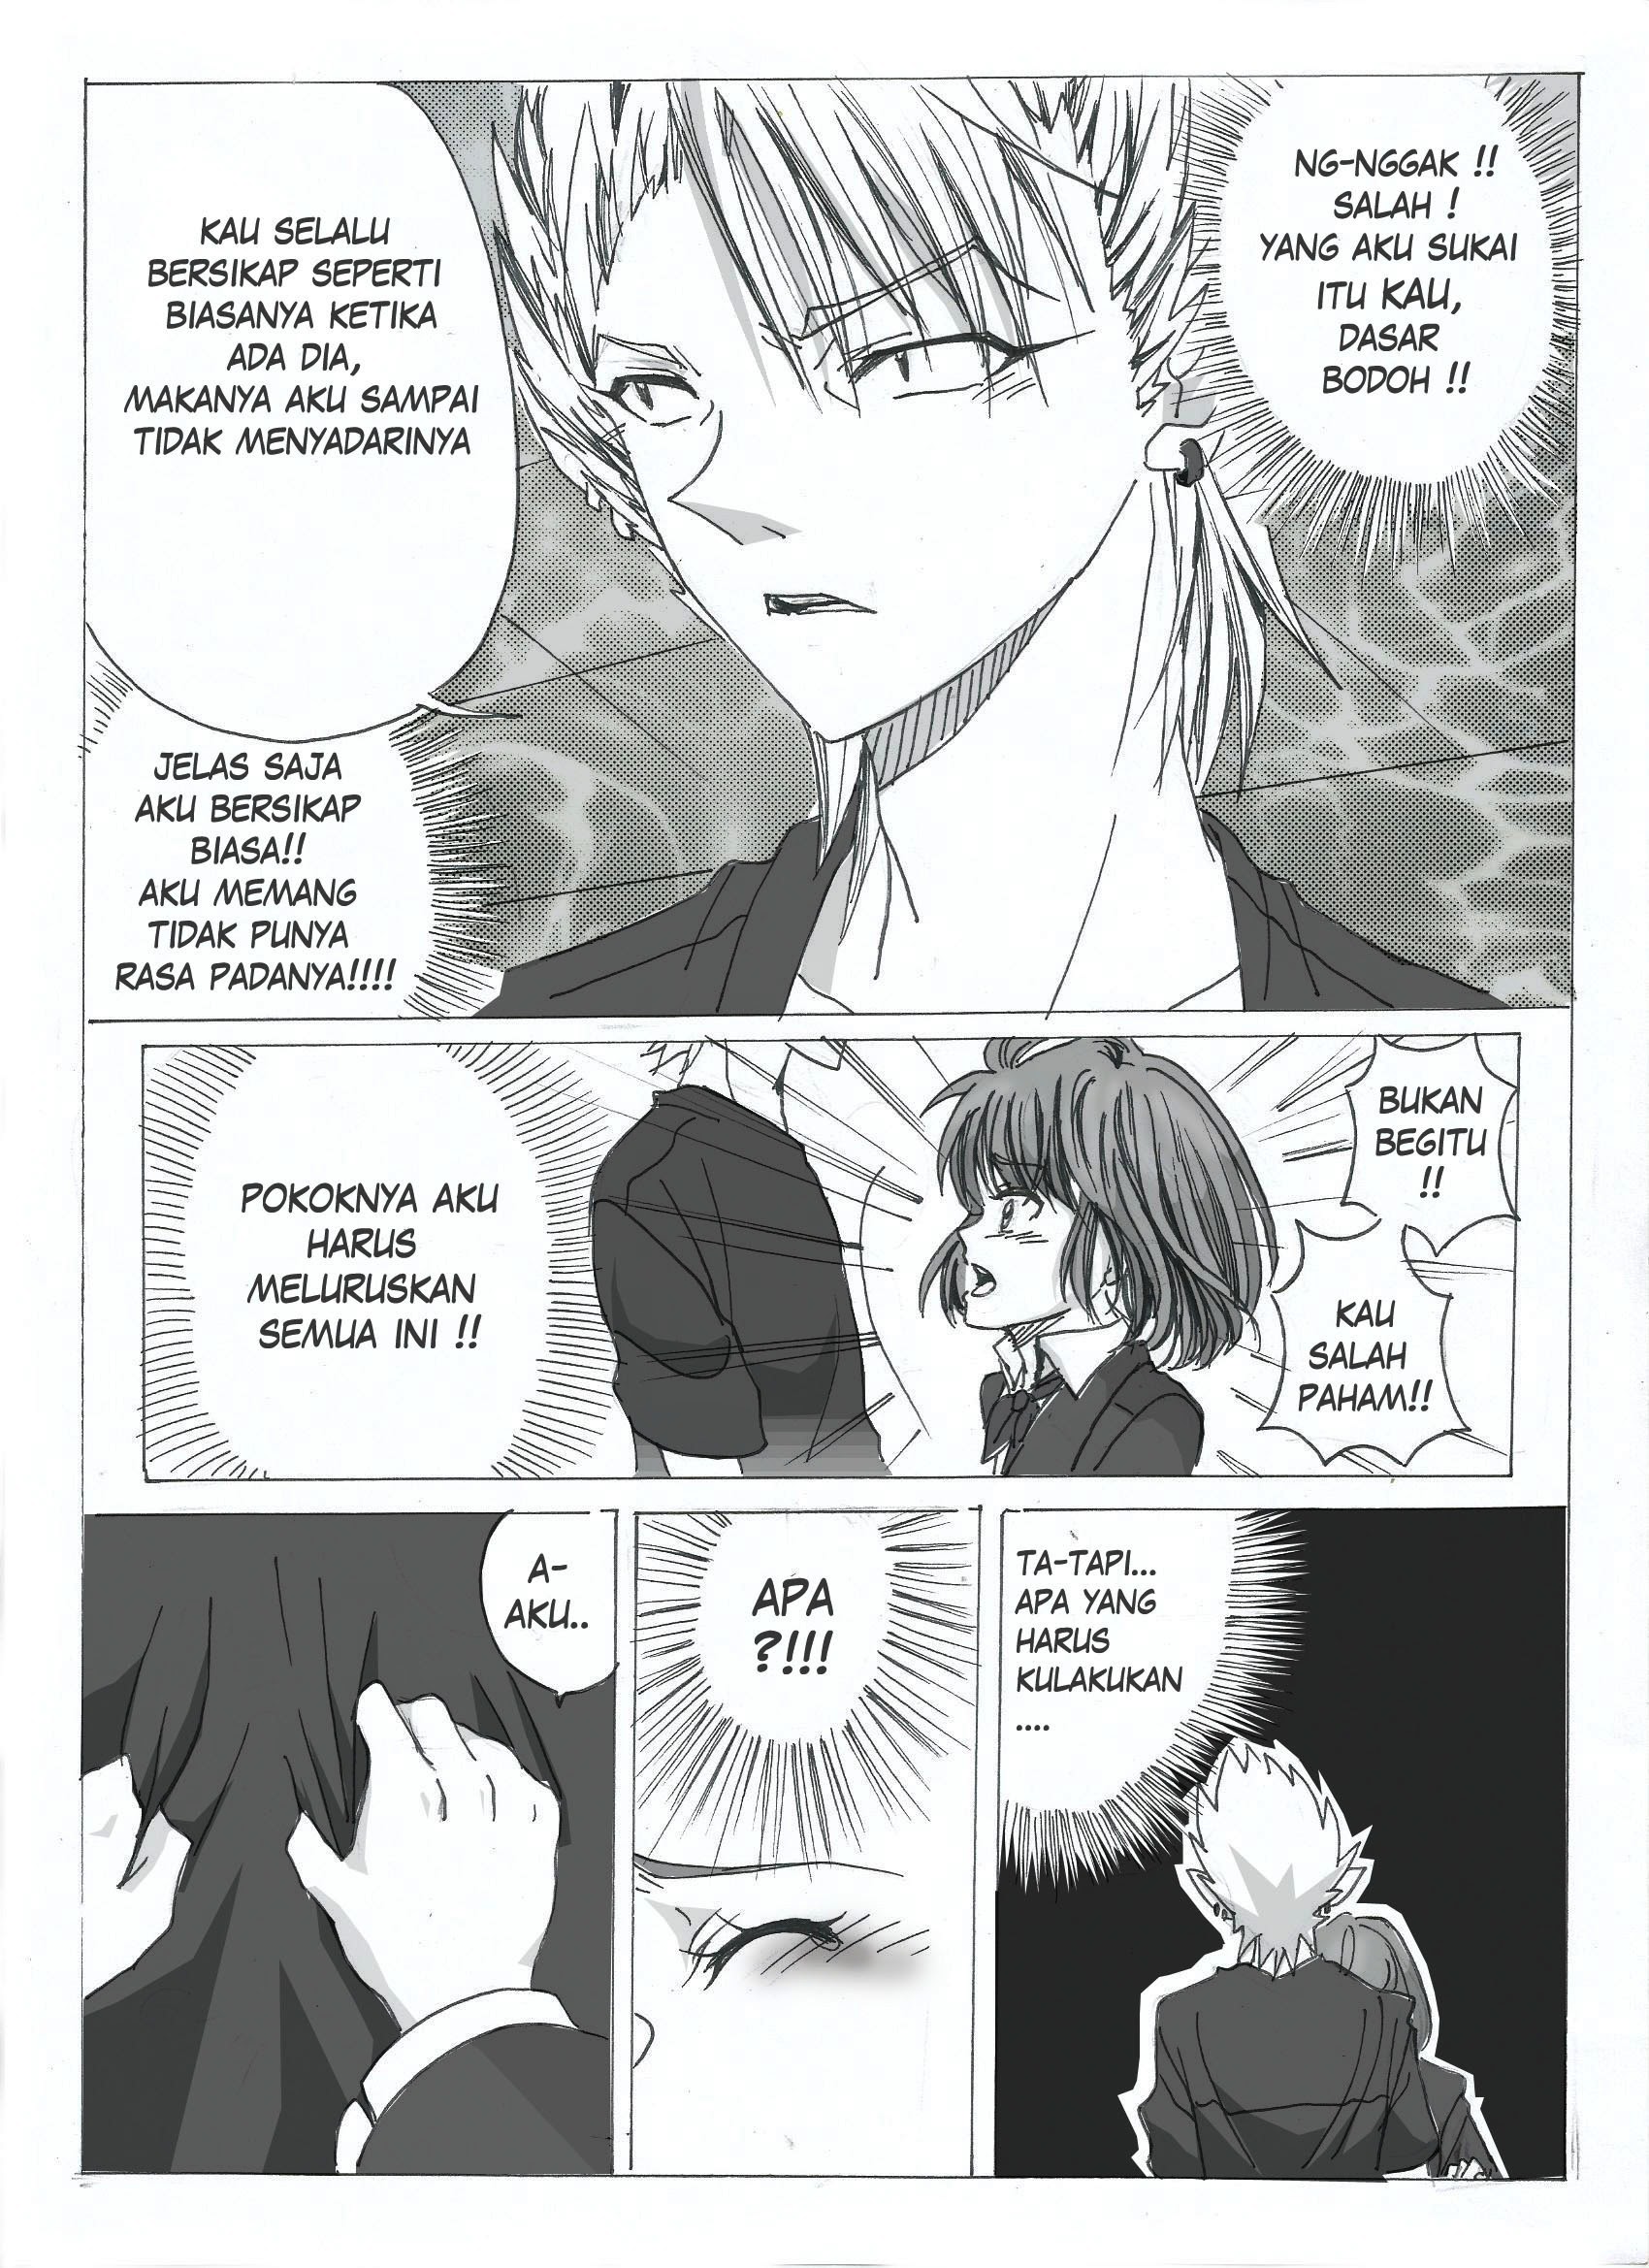 NG-NGGAK !!
SALAH !
YANG AKU SUKAI
ITU KAU,
DASAR
BODOH !!
KAU SELALU
BERSIKAP SEPERTI
BIASANYA KETIKA
ADA DIA,
MAKANYA AKU SAMPAI
TIDAK MENYADARINYA
JELAS SAJA
AKU BERSIKAP
BIASA!!
AKU MEMANG
TIDAK PUNYA
RASA PADANYA!!!!
BUKAN
BEGITU
!!
KAU
SALAH
PAHAM!!
POKOKNYA AKU
HARUS
MELURUSKAN
SEMUA INI !!
TA-TAPI...
APA YANG
HARUS
KULAKUKAN
....
APA
?!!!
A-
AKU..